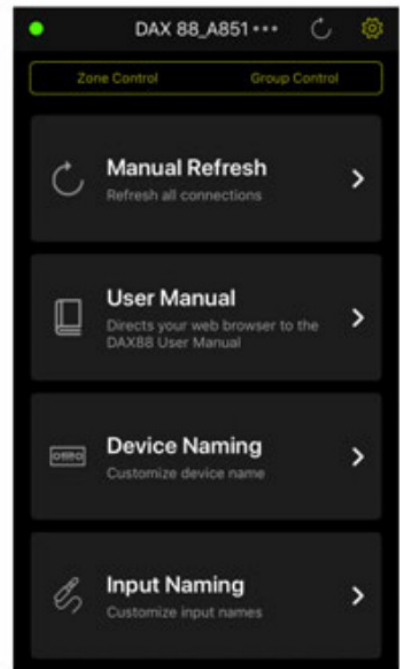 DAX 88_A851•••
Zone Control Group Control
Manual Refresh
Refresh all connections
User Manual
Directs your web browser to the
DAX88 User Manual
Device Naming
Customize device name
Input Naming
Customize input names